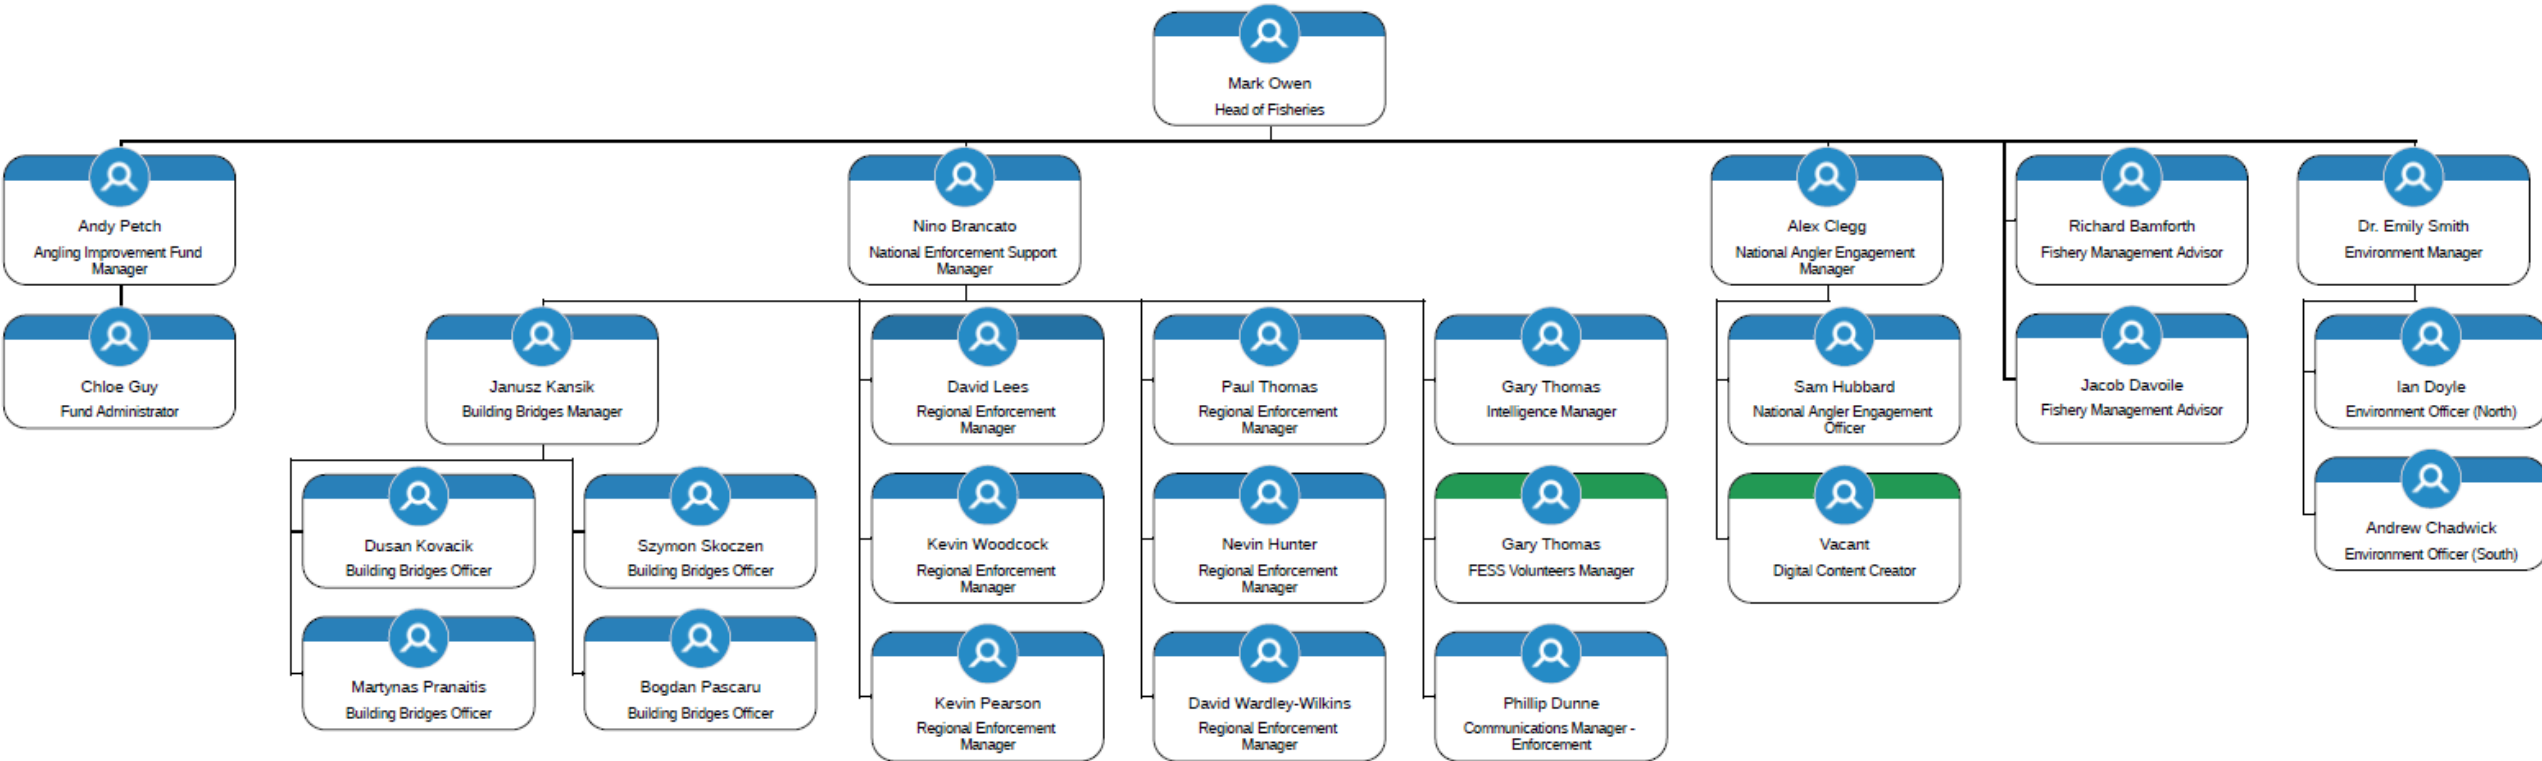 Mark Owen
Head of Fisheries
Andy Petch
Angling Improvement Fund
Manager
Nino Brancato
National Enforcement Support
Manager
Alex Clegg
National Angler Engagement
Manager
Richard Bamforth
Fishery Management Advisor
Dr. Emily Smith
Environment Manager
Chloe Guy
Fund Administrator
Janusz Kansik
Building Bridges Manager
David Lees
Regional Enforcement
Manager
Paul Thomas
Regional Enforcement
Manager
Gary Thomas
Intelligence Manager
Sam Hubbard
National Angler Engagement
Officer
Jacob Davoile
Fishery Management Advisor
Ian Doyle
Environment Officer (North)
Dusan Kovacik
Building Bridges Officer
Szymon Skoczen
Building Bridges Officer
Kevin Woodcock
Regional Enforcement
Manager
Nevin Hunter
Regional Enforcement
Manager
Gary Thomas
FESS Volunteers Manager
Vacant
Digital Content Creator
Andrew Chadwick
Environment Officer (South)
Martynas Pranaitis
Building Bridges Officer
Bogdan Pascaru
Building Bridges Officer
Kevin Pearson
Regional Enforcement
Manager
David Wardley-Wilkins
Regional Enforcement
Manager
Phillip Dunne
Communications Manager -
Enforcement